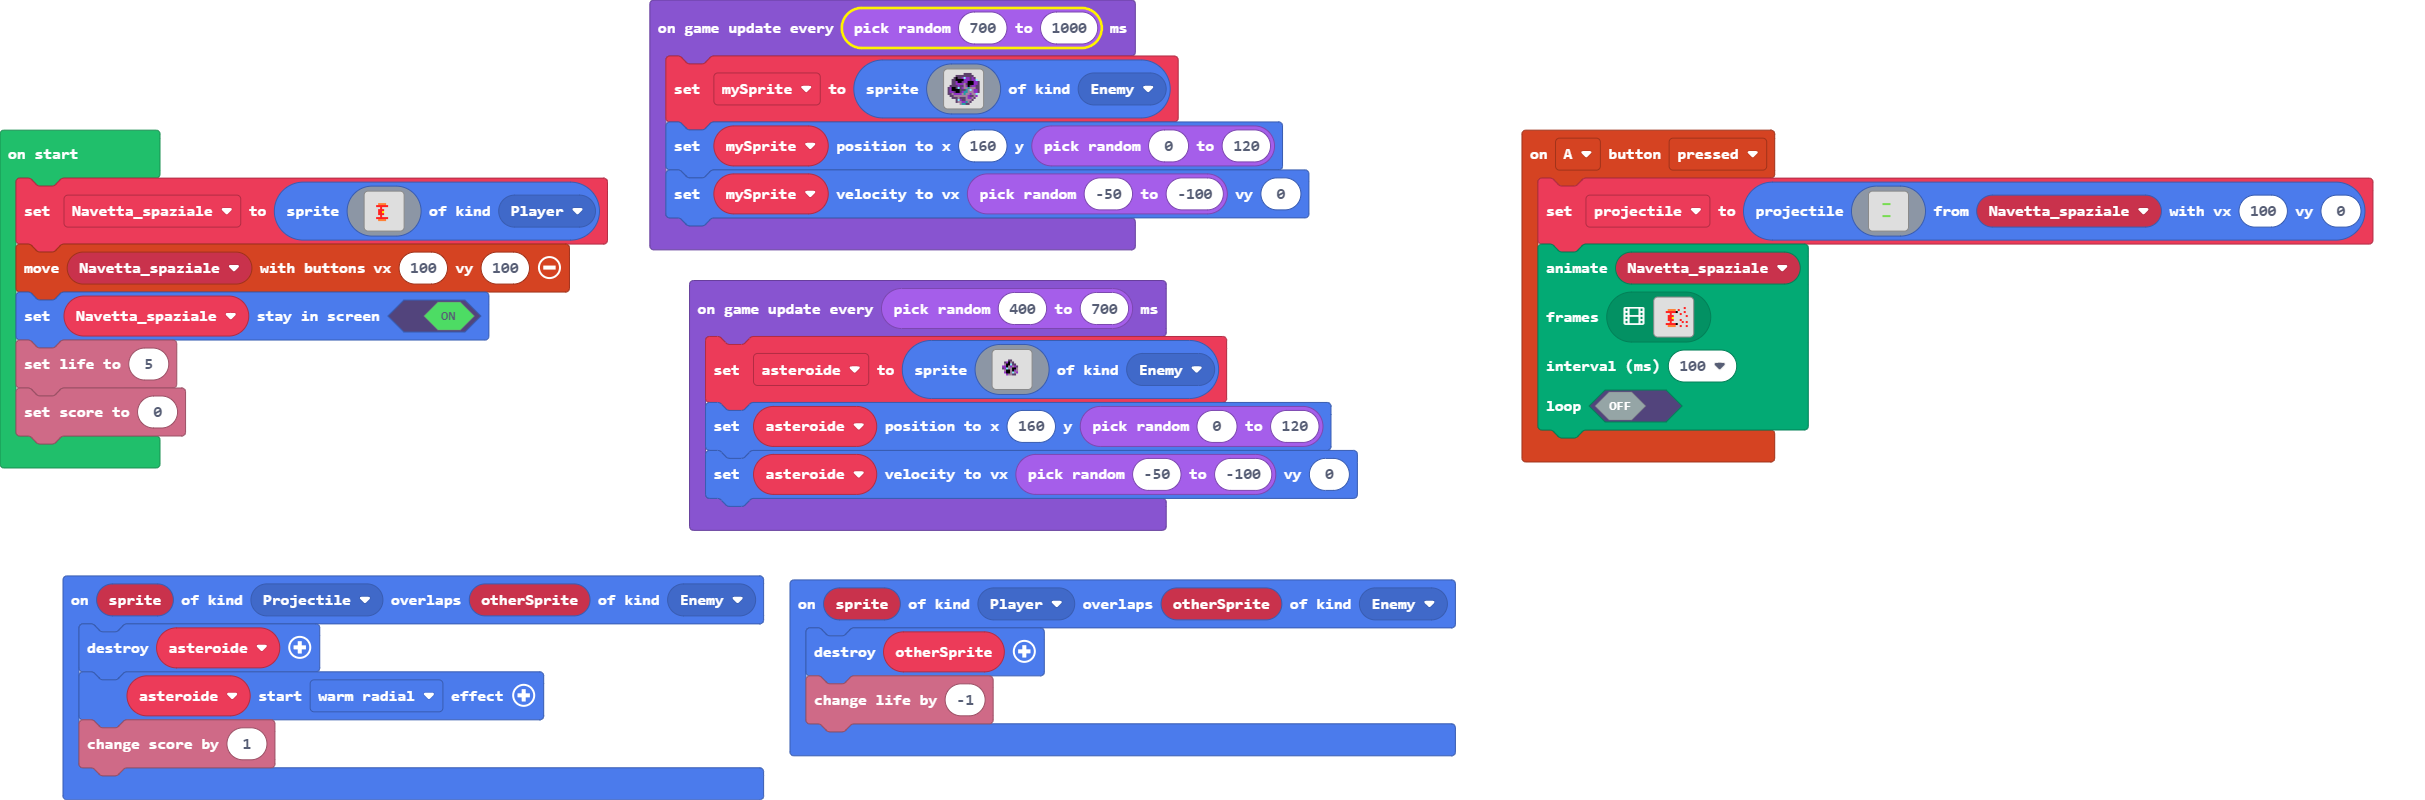 on start
set Navetta_spaziale to sprite of kind Player
move Navetta_spaziale with buttons vx 100 vy 100
set Navetta_spaziale stay in screen ON
set life to 5
set score to 0
on game update every pick random 700 to 1000 ms
set mySprite to sprite of kind Enemy
set mySprite position to x 160 y pick random 0 to 120
set mySprite velocity to vx pick random -50 to -100 vy 0
on game update every pick random 400 to 700 ms
set asteroide to sprite of kind Enemy
set asteroide position to x 160 y pick random 0 to 120
set asteroide velocity to vx pick random -50 to -100 vy 0
on A button pressed
set projectile to projectile from Navetta_spaziale with vx 100 vy 0
animate Navetta_spaziale
frames
interval (ms) 100
loop OFF
on sprite of kind Projectile overlaps otherSprite of kind Enemy
destroy asteroide
asteroide start warm radial effect
change score by 1
on sprite of kind Player overlaps otherSprite of kind Enemy
destroy otherSprite
change life by -1